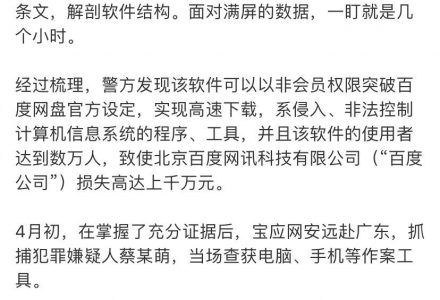 条文，解剖软件结构。面对满屏的数据，一盯就是几
个小时。
经过梳理，警方发现该软件可以以非会员权限突破百
度网盘官方设定，实现高速下载，系侵入、非法控制
计算机信息系统的程序、工具，并且该软件的使用者
达到数万人，致使北京百度网讯科技有限公司（“百度
公司”）损失高达上千万元。
4月初，在掌握了充分证据后，宝应网安远赴广东，抓
捕犯罪嫌疑人蔡某萌，当场查获电脑、手机等作案工
具。